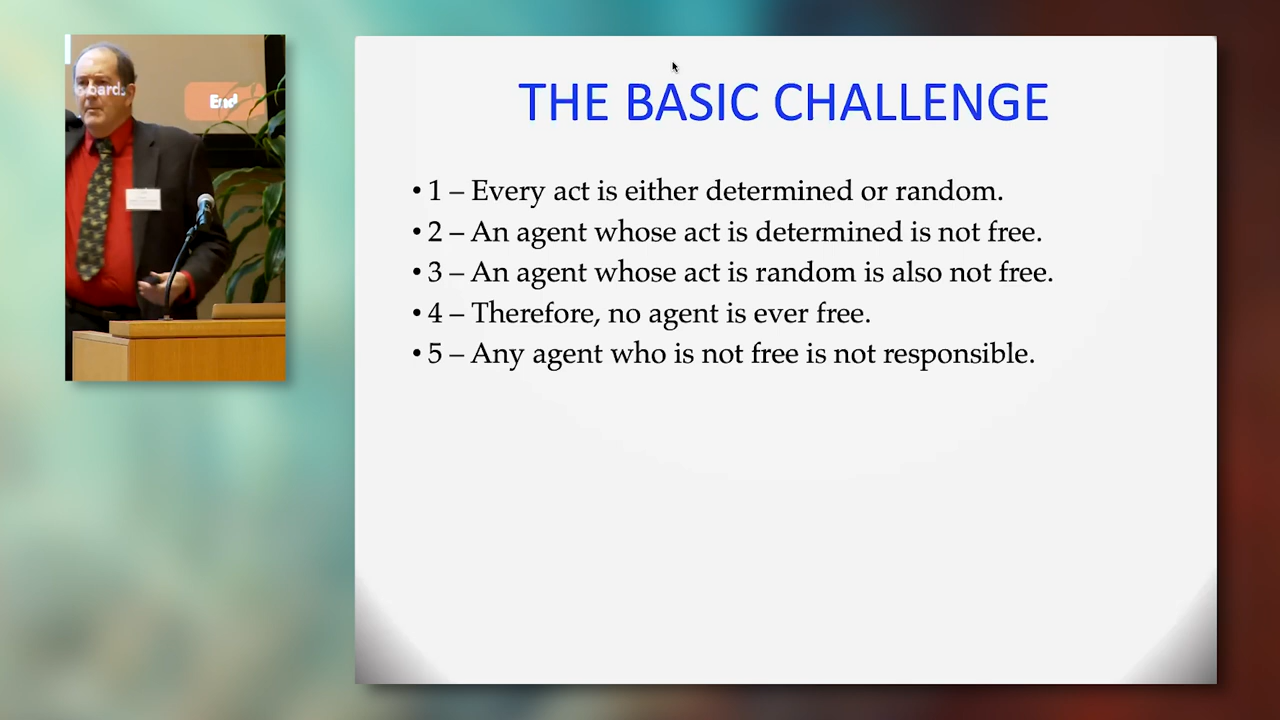 bards
End
THE BASIC CHALLENGE
• 1 – Every act is either determined or random.
• 2 – An agent whose act is determined is not free.
• 3 – An agent whose act is random is also not free.
• 4 – Therefore, no agent is ever free.
• 5 – Any agent who is not free is not responsible.